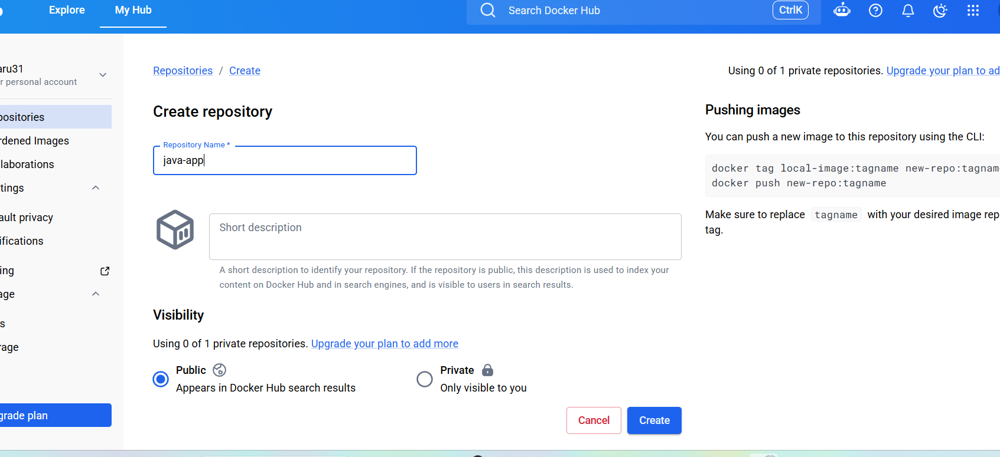 Explore
My Hub
Search Docker Hub
CtrlK
aru31
r personal account
positories
rdened Images
laborations
tings
ault privacy
ifications
ing
age
s
rage
grade plan
Repositories / Create
Using 0 of 1 private repositories. Upgrade your plan to ad
Create repository
Repository Name *
java-app
Short description
A short description to identify your repository. If the repository is public, this description is used to index your
content on Docker Hub and in search engines, and is visible to users in search results.
Visibility
Using 0 of 1 private repositories. Upgrade your plan to add more
Public
Appears in Docker Hub search results
Private
Only visible to you
Cancel
Create
Pushing images
You can push a new image to this repository using the CLI:
docker tag local-image:tagname new-repo:tagnam
docker push new-repo:tagname
Make sure to replace tagname with your desired image rep
tag.